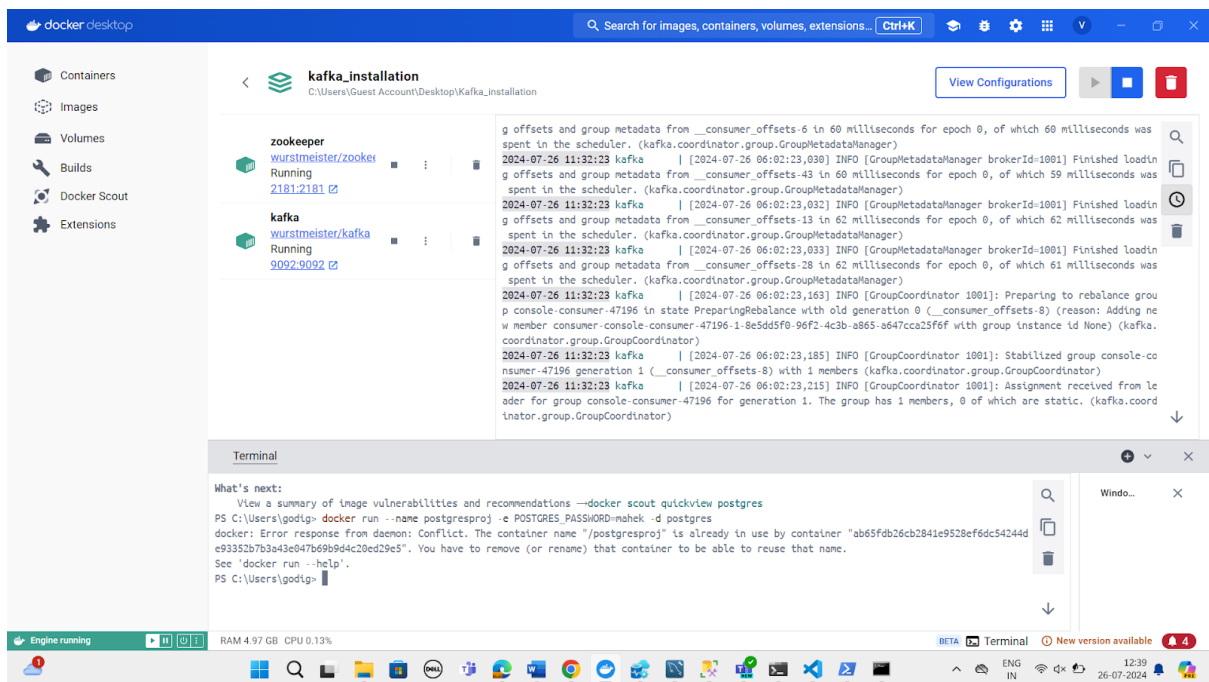 docker desktop
Search for images, containers, volumes, extensions... Ctrl+K
V
Containers
Images
Volumes
Builds
Docker Scout
Extensions
kafka_installation
C:\Users\Guest Account\Desktop\Kafka_installation
View Configurations
zookeeper
wurstmeister/zookee
Running
2181:2181
kafka
wurstmeister/kafka
Running
9092:9092
g offsets and group metadata from __consumer_offsets-6 in 60 milliseconds for epoch 0, of which 60 milliseconds was
spent in the scheduler. (kafka.coordinator.group.GroupMetadataManager)
2024-07-26 11:32:23 kafka | [2024-07-26 06:02:23,030] INFO [GroupMetadataManager brokerId=1001] Finished loadin
g offsets and group metadata from __consumer_offsets-43 in 60 milliseconds for epoch 0, of which 59 milliseconds was
spent in the scheduler. (kafka.coordinator.group.GroupMetadataManager)
2024-07-26 11:32:23 kafka | [2024-07-26 06:02:23,032] INFO [GroupMetadataManager brokerId=1001] Finished loadin
g offsets and group metadata from __consumer_offsets-13 in 62 milliseconds for epoch 0, of which 62 milliseconds was
spent in the scheduler. (kafka.coordinator.group.GroupMetadataManager)
2024-07-26 11:32:23 kafka | [2024-07-26 06:02:23,033] INFO [GroupMetadataManager brokerId=1001] Finished loadin
g offsets and group metadata from __consumer_offsets-28 in 62 milliseconds for epoch 0, of which 61 milliseconds was
spent in the scheduler. (kafka.coordinator.group.GroupMetadataManager)
2024-07-26 11:32:23 kafka | [2024-07-26 06:02:23,163] INFO [GroupCoordinator 1001]: Preparing to rebalance grou
p console-consumer-47196 in state PreparingRebalance with old generation 0 (__consumer_offsets-8) (reason: Adding ne
w member consumer-console-consumer-47196-1-8e5dd5f0-96f2-4c3b-a865-a647cca25f6f with group instance id None) (kafka.
coordinator.group.GroupCoordinator)
2024-07-26 11:32:23 kafka | [2024-07-26 06:02:23,185] INFO [GroupCoordinator 1001]: Stabilized group console-co
nsumer-47196 generation 1 (__consumer_offsets-8) with 1 members (kafka.coordinator.group.GroupCoordinator)
2024-07-26 11:32:23 kafka | [2024-07-26 06:02:23,215] INFO [GroupCoordinator 1001]: Assignment received from le
ader for group console-consumer-47196 for generation 1. The group has 1 members, 0 of which are static. (kafka.coord
inator.group.GroupCoordinator)
Terminal
What's next:
View a summary of image vulnerabilities and recommendations → docker scout quickview postgres
PS C:\Users\godig> docker run --name postgresproj -e POSTGRES_PASSWORD=mahek -d postgres
docker: Error response from daemon: Conflict. The container name "/postgresproj" is already in use by container "ab65fdb26cb2841e9528ef6dc54244d
e93352b7b3a43e047b69b9d4c20ed29e5". You have to remove (or rename) that container to be able to reuse that name.
See 'docker run --help'.
PS C:\Users\godig>
Windo...
Engine running
RAM 4.97 GB CPU 0.13%
BETA Terminal New version available 4
1
DELL
NEW
ENG
IN
12:39
26-07-2024
PRE